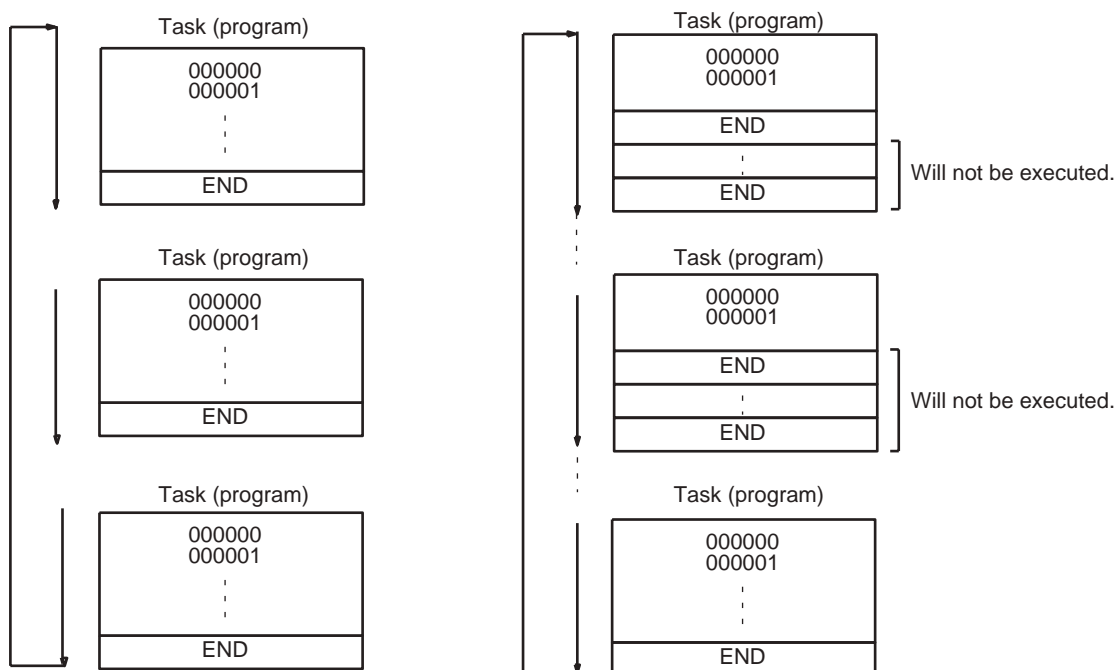 Task (program)
000000
000001
END
Task (program)
000000
000001
END
Task (program)
000000
000001
END
Task (program)
000000
000001
END
END
Will not be executed.
Task (program)
000000
000001
END
END
Will not be executed.
Task (program)
000000
000001
END